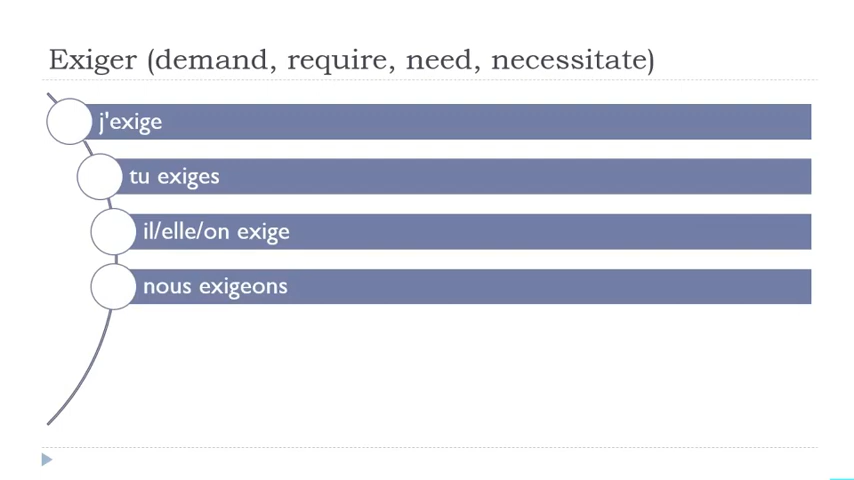 Exiger (demand, require, need, necessitate)
j'exige
tu exiges
il/elle/on exige
nous exigeons